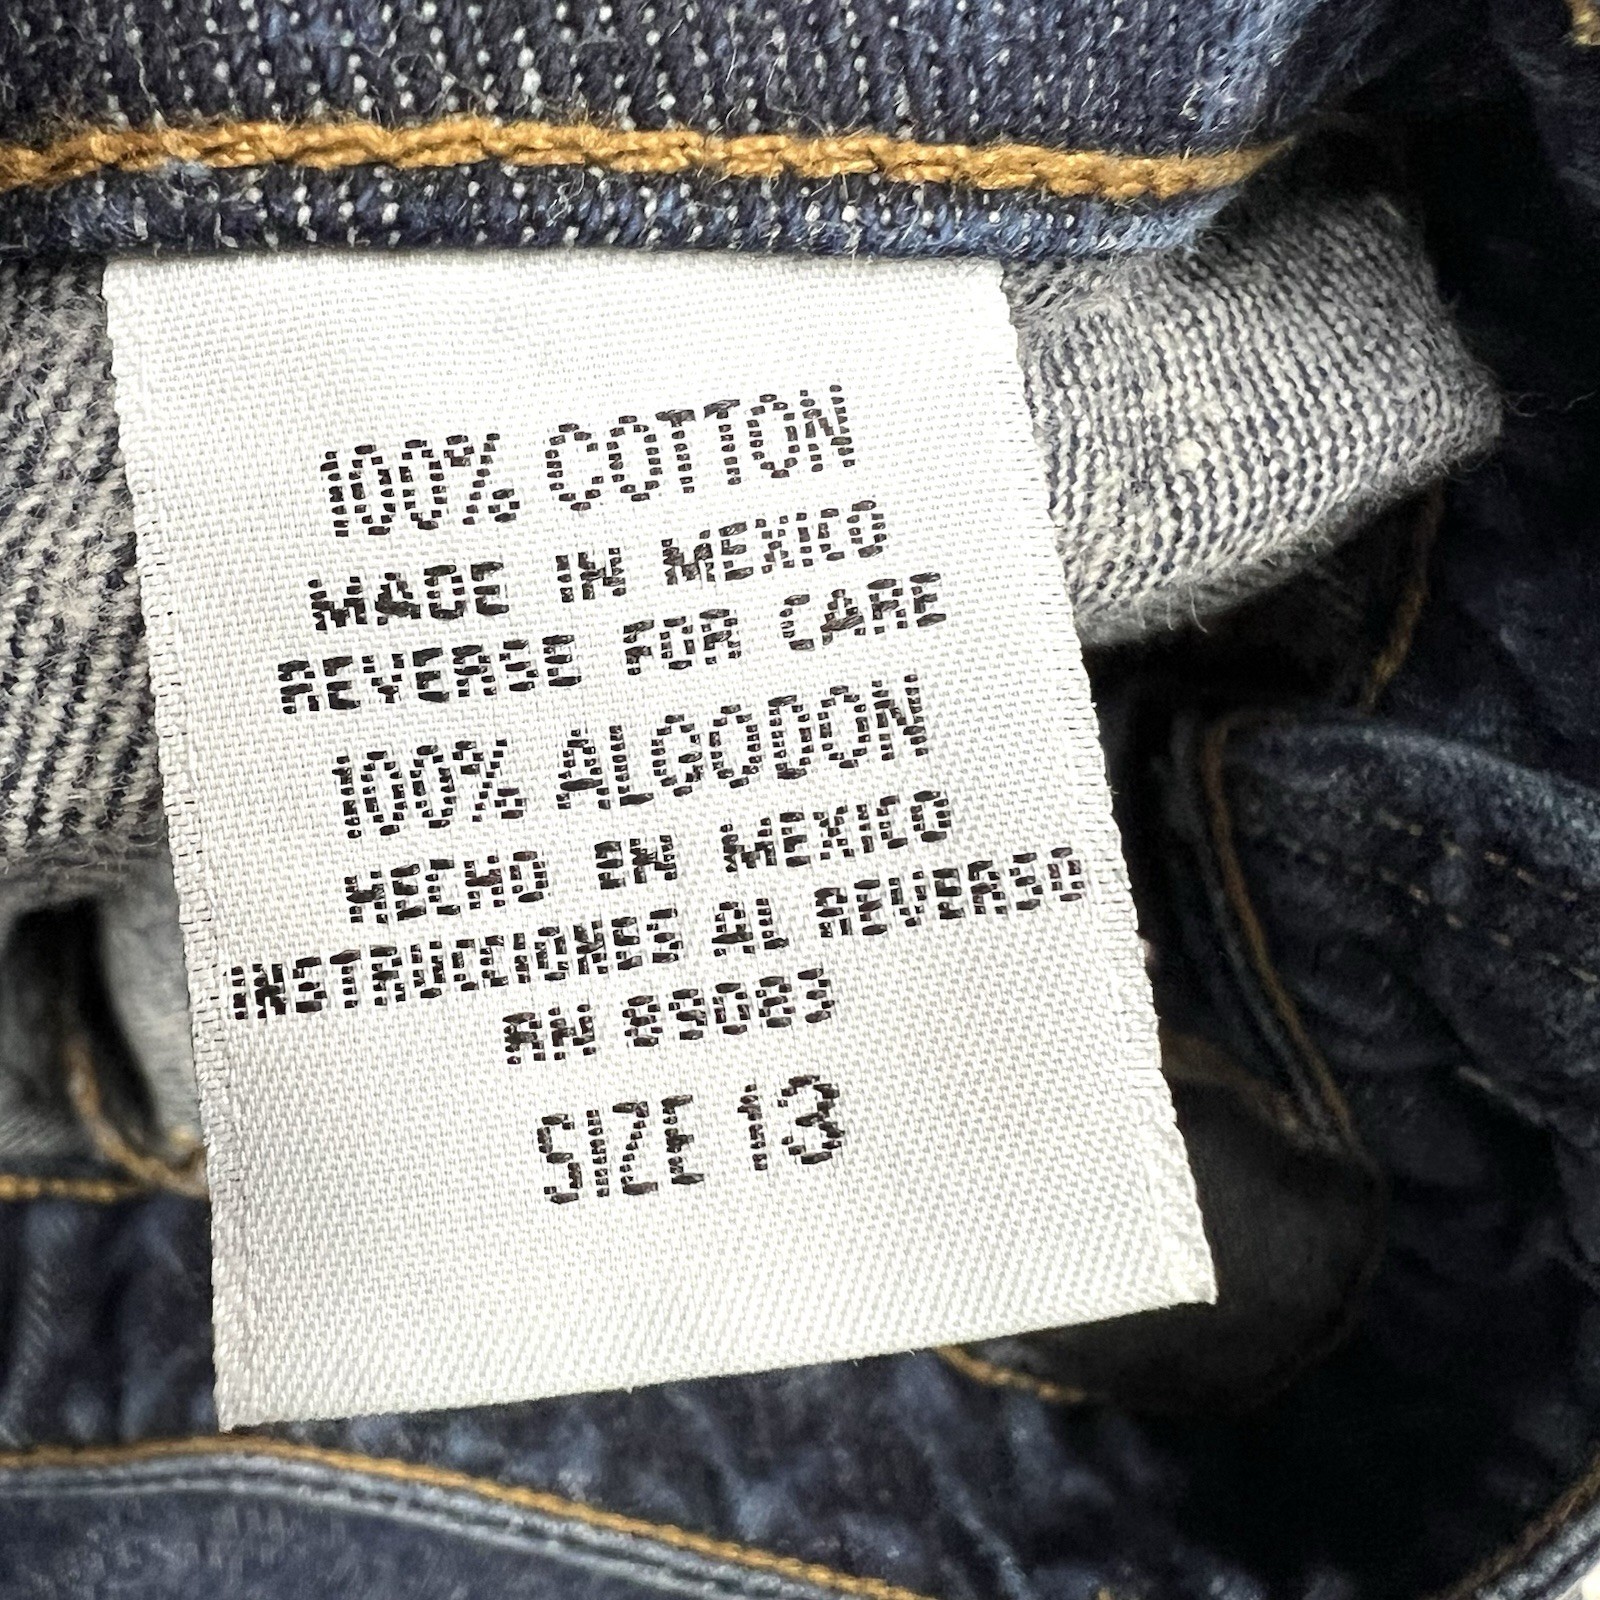 100% COTTON
MADE IN MEXICO
REVERSE FOR CARE
100% ALGODON
HECHO EN MEXICO
INSTRUCCIONES AL REVERSO
RN 89083
SIZE 13